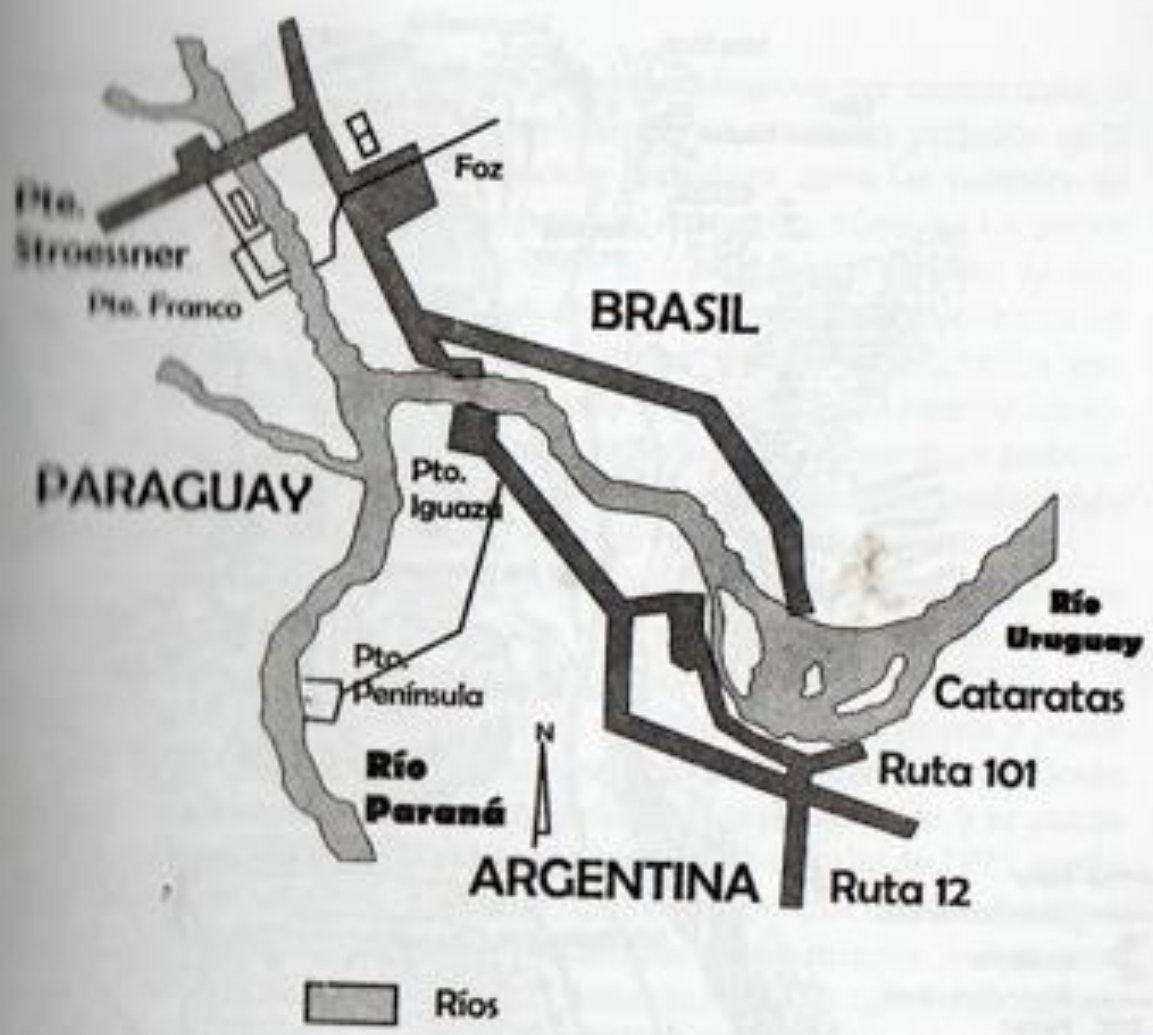 Foz
Pte.
Stroessner
Pte. Franco
BRASIL
PARAGUAY
Pto.
Iguazú
Río
Uruguay
Pto.
Península
Cataratas
N
Río
Paraná
Ruta 101
ARGENTINA
Ruta 12
Ríos